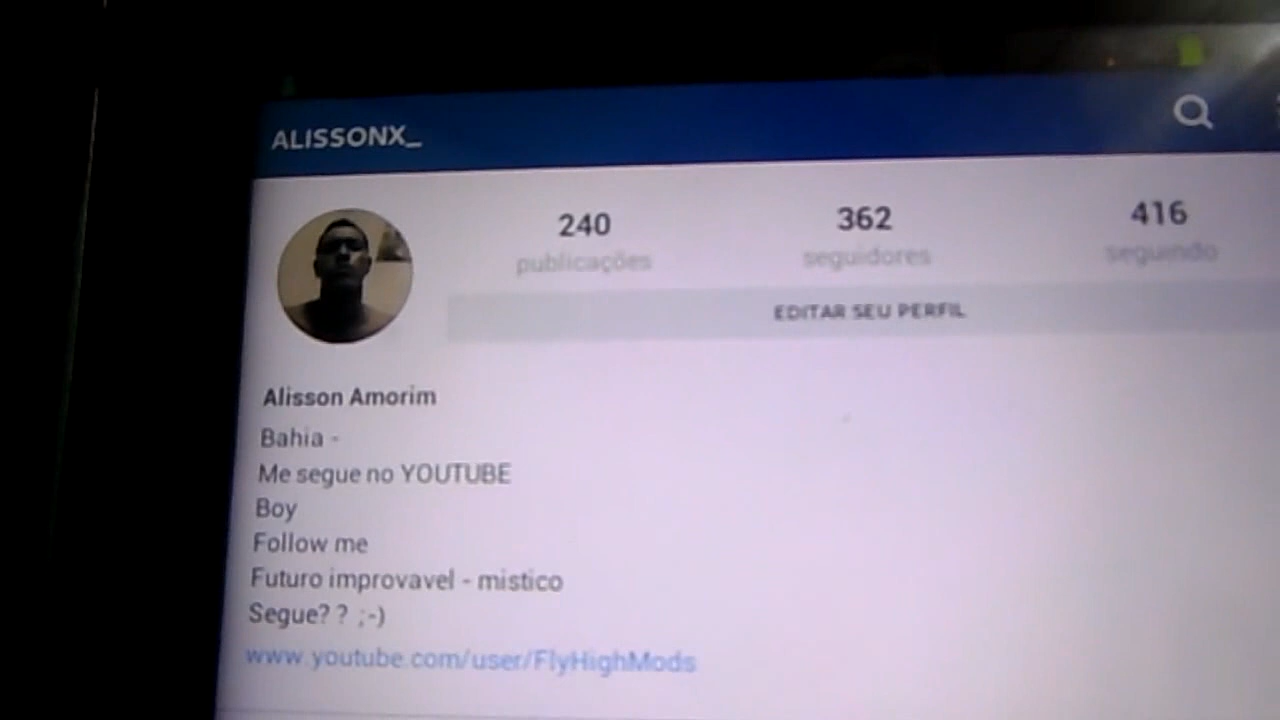 ALISSONX_
240 362 416
publicações seguidores seguindo
EDITAR SEU PERFIL
Alisson Amorim
Bahia -
Me segue no YOUTUBE
Boy
Follow me
Futuro improvavel - mistico
Segue? ? ;-)
www.youtube.com/user/FlyHighMods